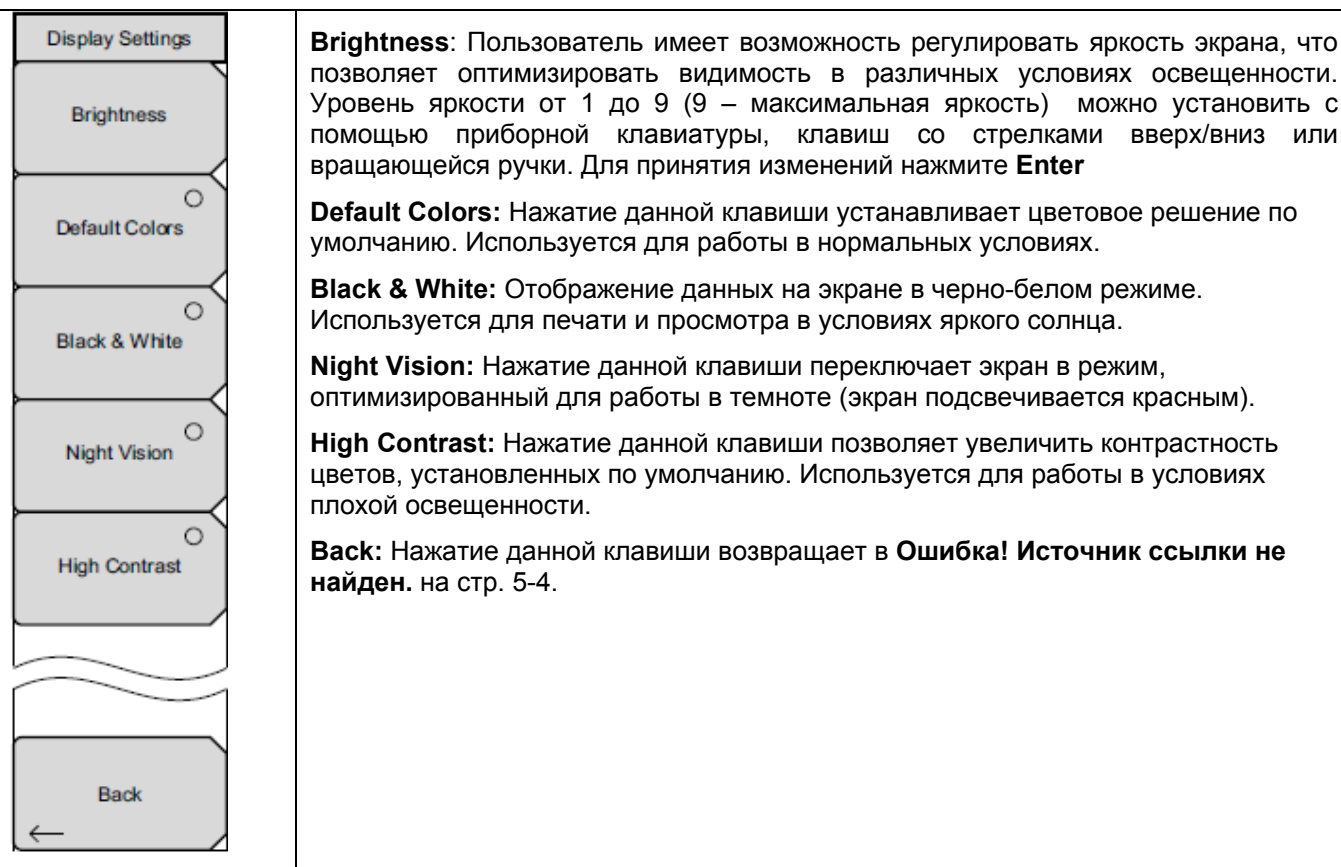 Display Settings
Brightness
Default Colors
Black & White
Night Vision
High Contrast
Back
Brightness: Пользователь имеет возможность регулировать яркость экрана, что
позволяет оптимизировать видимость в различных условиях освещенности.
Уровень яркости от 1 до 9 (9 – максимальная яркость) можно установить с
помощью приборной клавиатуры, клавиш со стрелками вверх/вниз или
вращающейся ручки. Для принятия изменений нажмите Enter
Default Colors: Нажатие данной клавиши устанавливает цветовое решение по
умолчанию. Используется для работы в нормальных условиях.
Black & White: Отображение данных на экране в черно-белом режиме.
Используется для печати и просмотра в условиях яркого солнца.
Night Vision: Нажатие данной клавиши переключает экран в режим,
оптимизированный для работы в темноте (экран подсвечивается красным).
High Contrast: Нажатие данной клавиши позволяет увеличить контрастность
цветов, установленных по умолчанию. Используется для работы в условиях
плохой освещенности.
Back: Нажатие данной клавиши возвращает в Ошибка! Источник ссылки не
найден. на стр. 5-4.